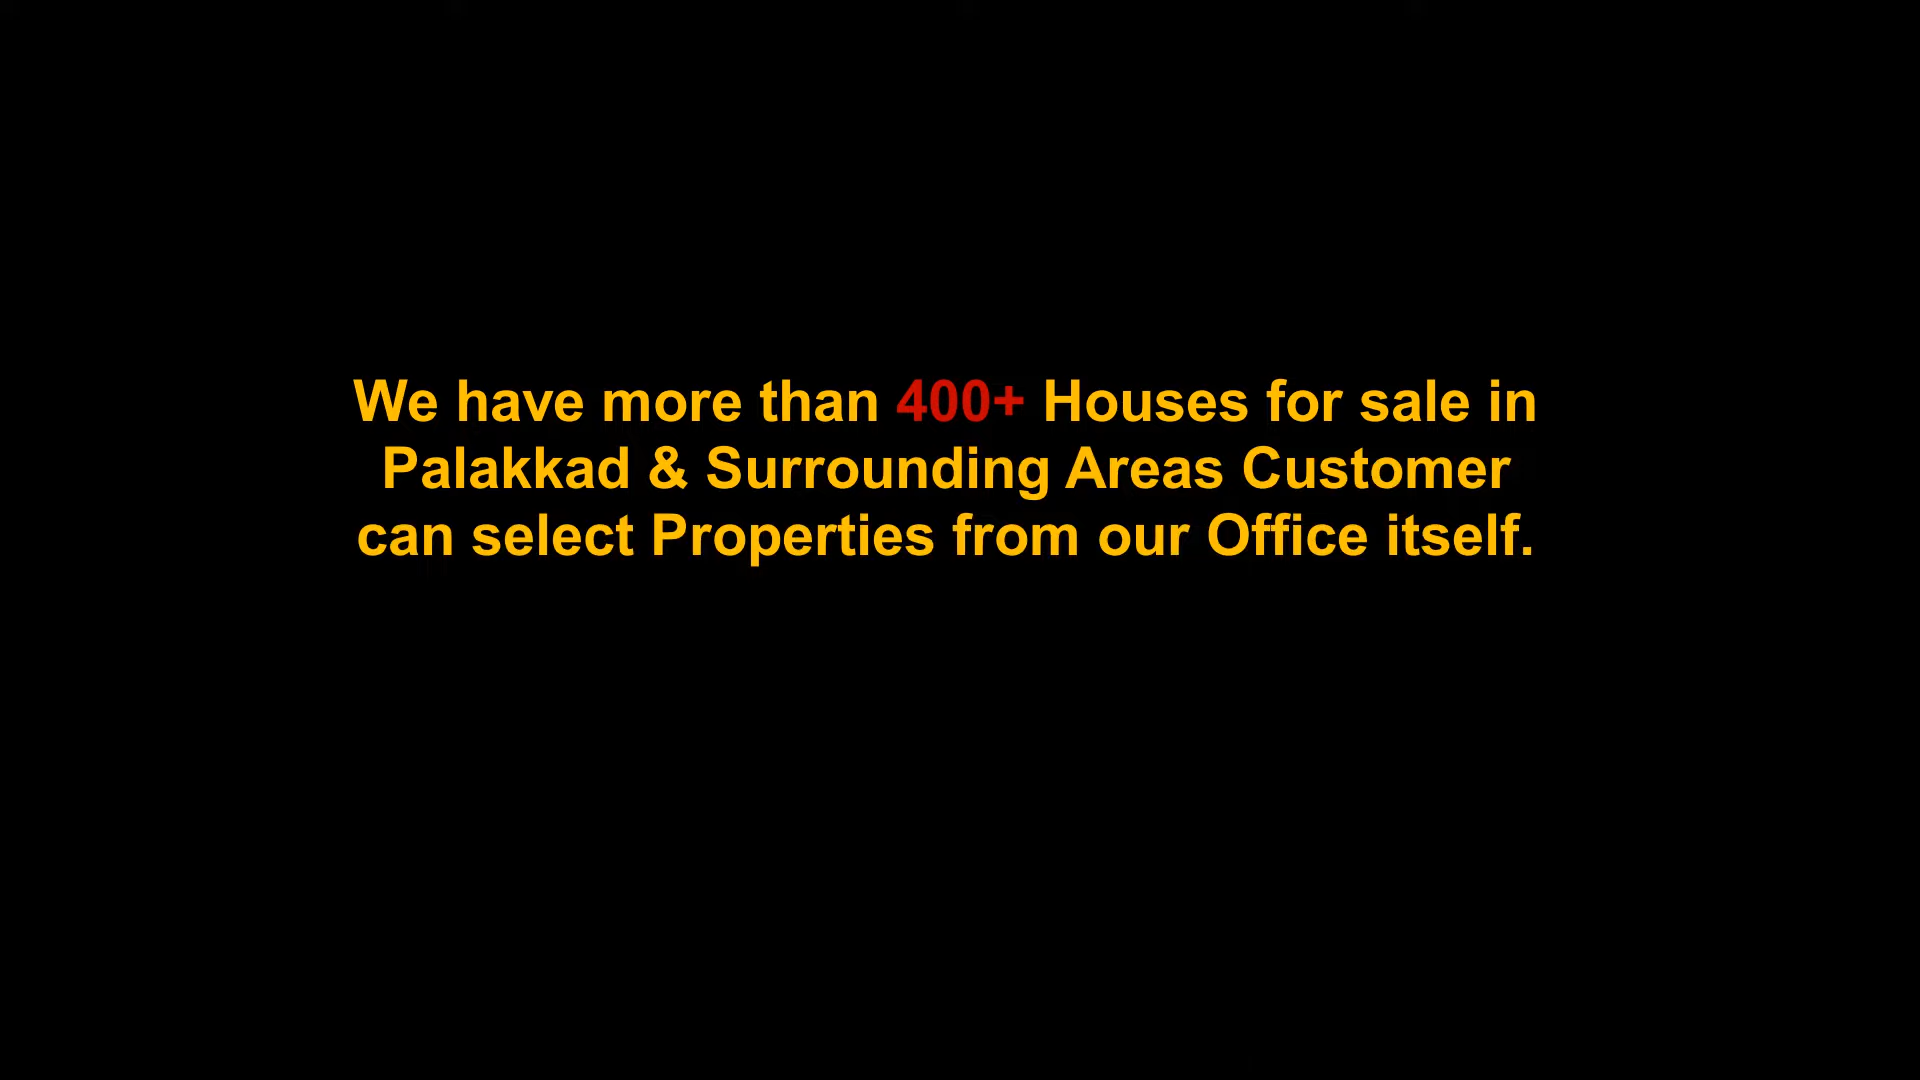 We have more than 400+ Houses for sale in
Palakkad & Surrounding Areas Customer
can select Properties from our Office itself.